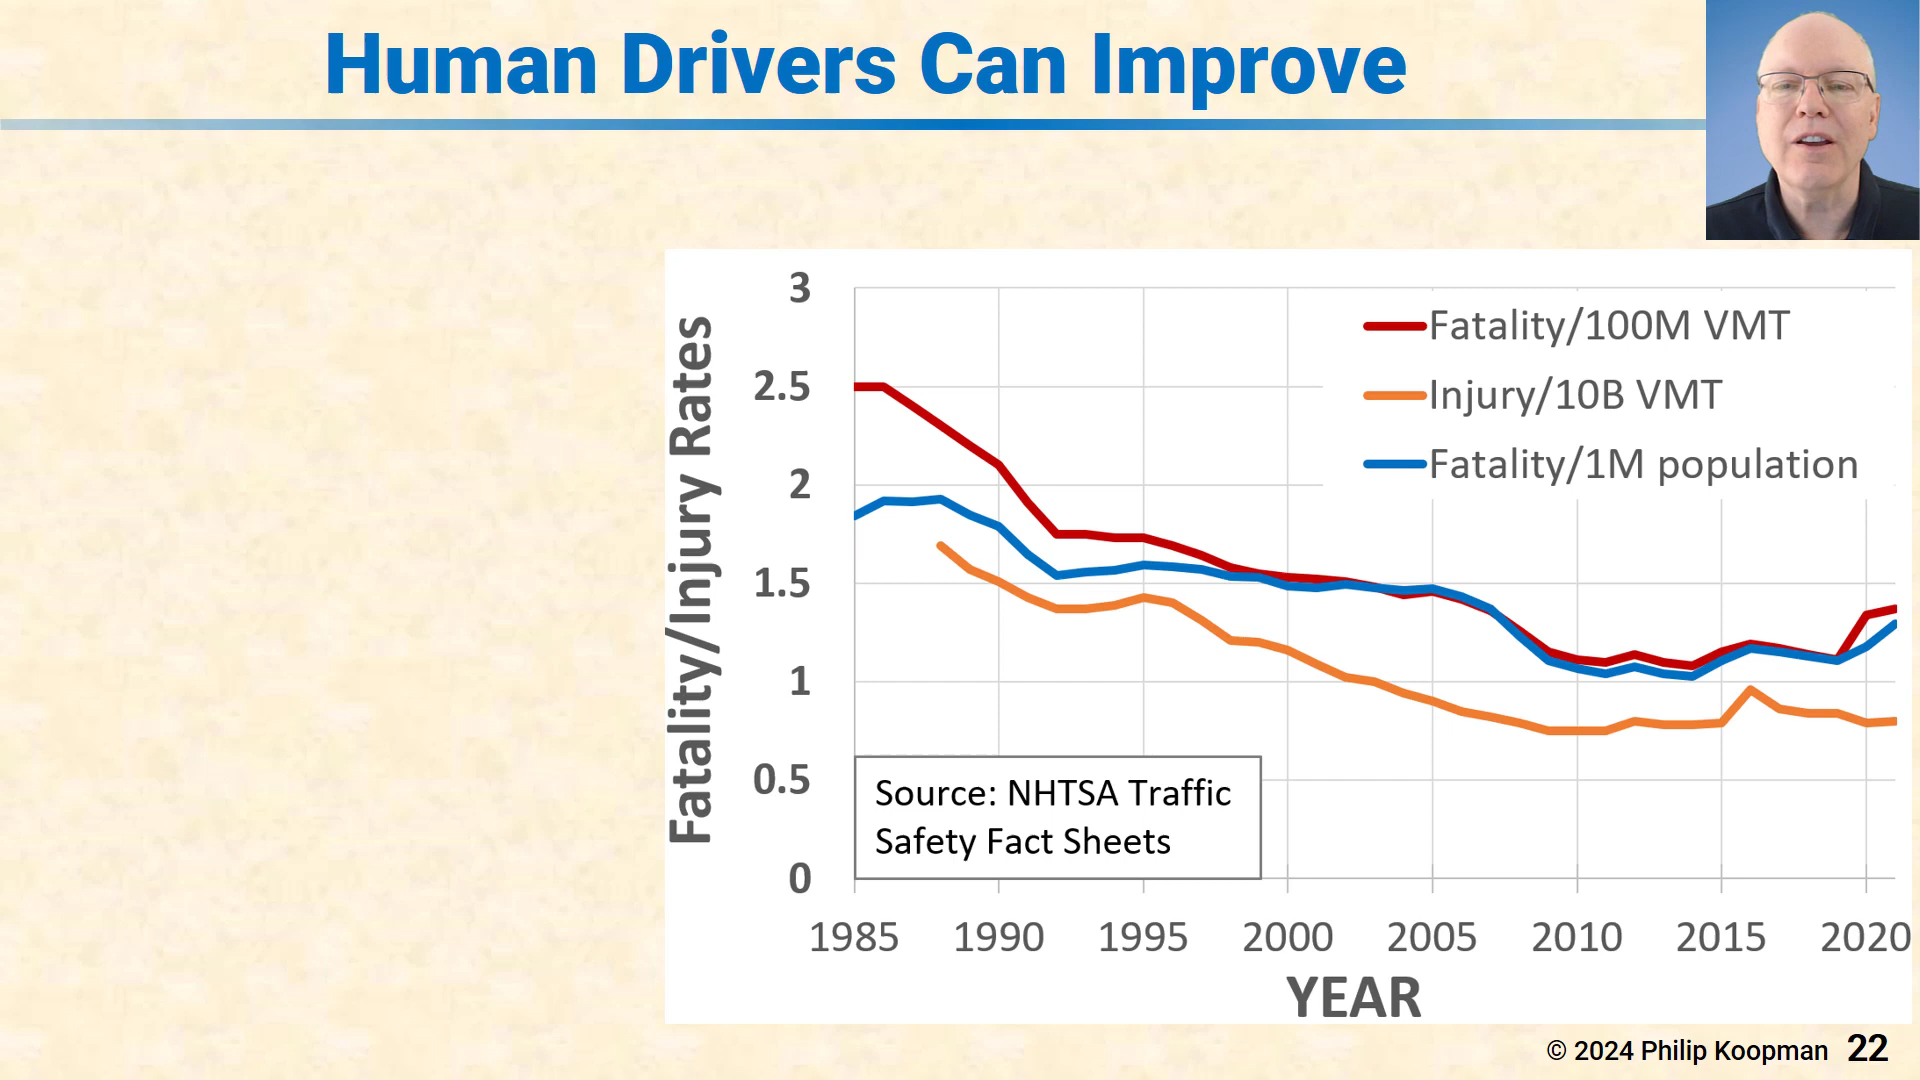 Human Drivers Can Improve
Fatality/Injury Rates
3
2.5
2
1.5
1
0.5
0
Fatality/100M VMT
Injury/10B VMT
Fatality/1M population
Source: NHTSA Traffic
Safety Fact Sheets
1985 1990 1995 2000 2005 2010 2015 2020
YEAR
© 2024 Philip Koopman 22